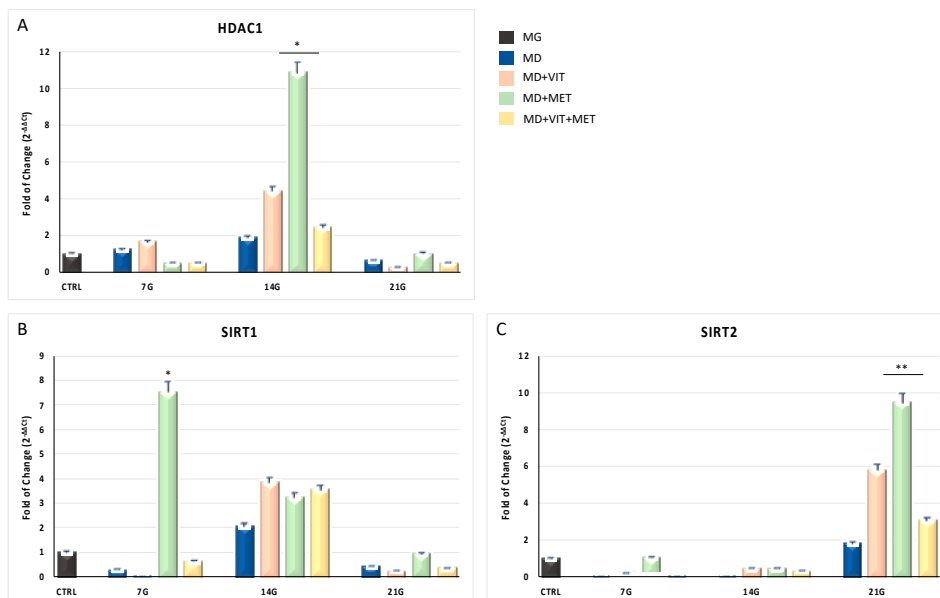 A
HDAC1
Fold of Change (2-ΔΔCt)
12
10
8
6
4
2
0
*
CTRL 7G 14G 21G
MG
MD
MD+VIT
MD+MET
MD+VIT+MET
B
SIRT1
Fold of Change (2-ΔΔCt)
9
8
7
6
5
4
3
2
1
0
*
CTRL 7G 14G 21G
C
SIRT2
Fold of Change (2-ΔΔCt)
12
10
8
6
4
2
0
**
CTRL 7G 14G 21G